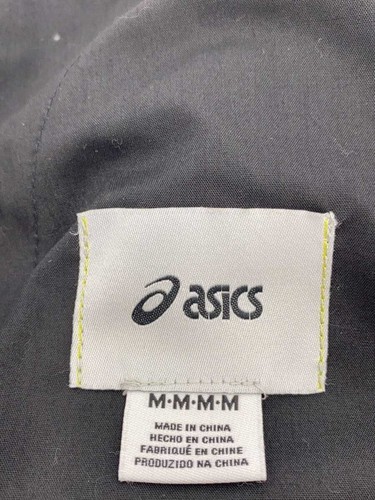 asics
M·M·M·M
MADE IN CHINA
HECHO EN CHINA
FABRIQUÉ EN CHINE
PRODUZIDO NA CHINA